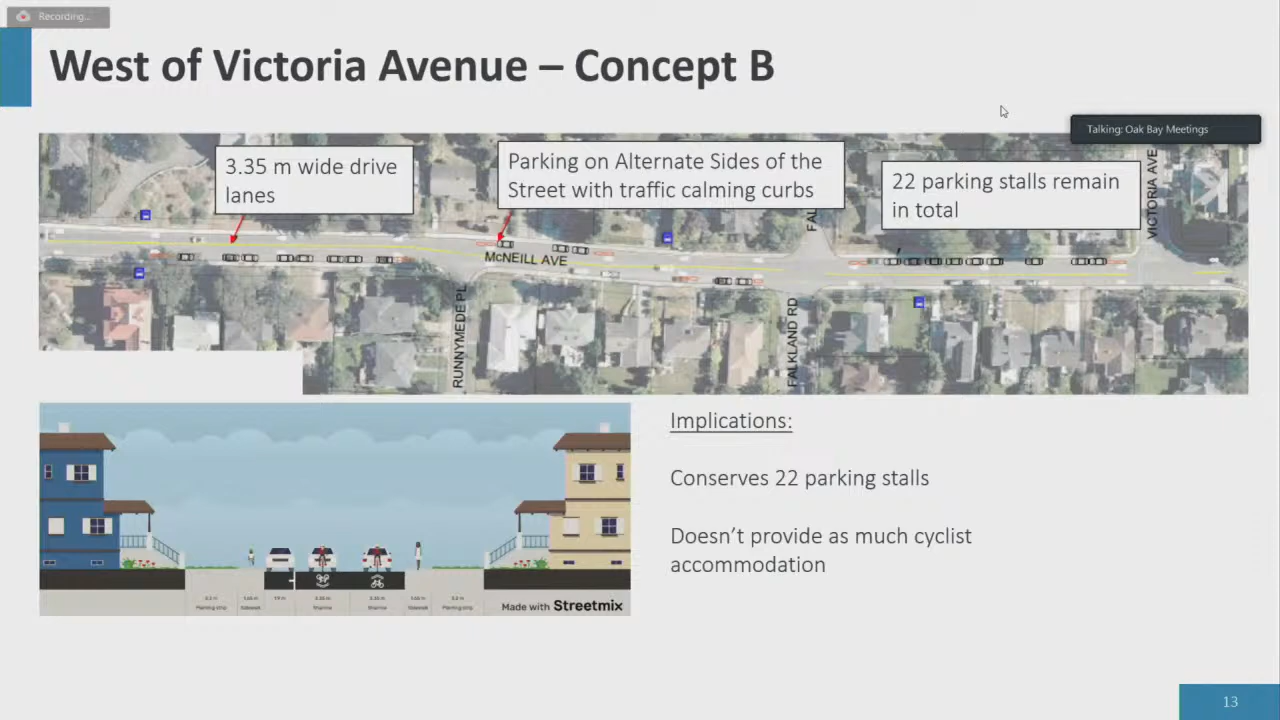 Recording...
West of Victoria Avenue – Concept B
Talking: Oak Bay Meetings
3.35 m wide drive
lanes
Parking on Alternate Sides of the
Street with traffic calming curbs
22 parking stalls remain
in total
VICTORIA AVE
McNEILL AVE
RUNNYMEDE PL
FALKLAND RD
Implications:
Conserves 22 parking stalls
Doesn't provide as much cyclist
accommodation
Made with Streetmix
13